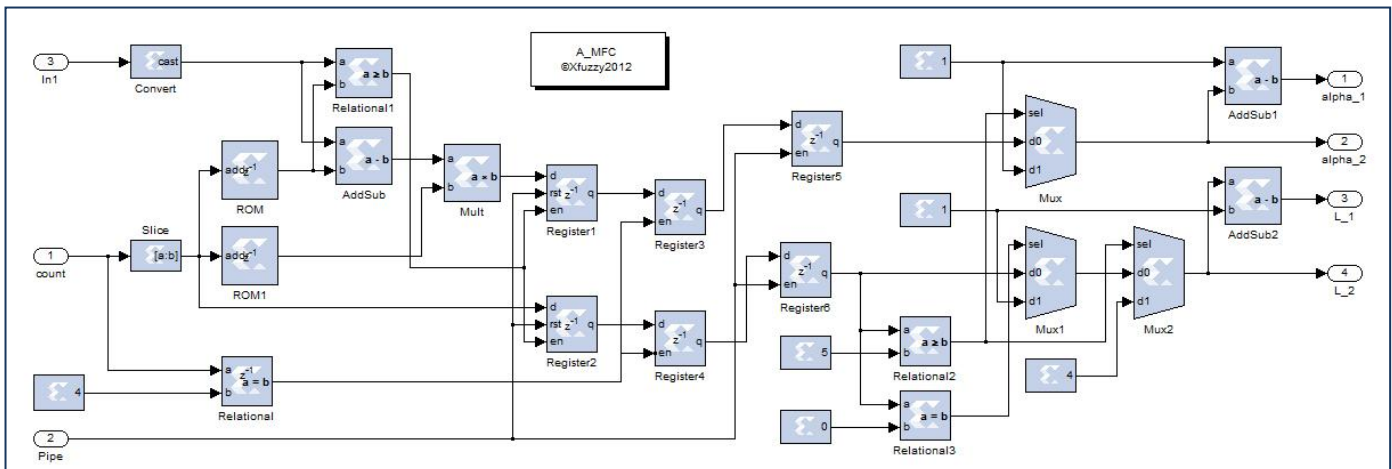 A_MFC
©Xfuzzy2012
3
In1
cast
Convert
a
b
a ≥ b
Relational1
a
b
a - b
AddSub
addr z⁻¹
ROM
addr z⁻¹
ROM1
a
b
a × b
Mult
1
count
Slice
[a:b]
4
a
b
z⁻¹
a = b
Relational
2
Pipe
d
rst
en
z⁻¹
q
Register1
d
rst
en
z⁻¹
q
Register2
d
en
z⁻¹
q
Register3
d
en
z⁻¹
q
Register4
d
en
z⁻¹
q
Register5
d
en
z⁻¹
q
Register6
1
sel
d0
d1
Mux
a
b
a - b
AddSub1
1
alpha_1
2
alpha_2
1
sel
d0
d1
Mux1
sel
d0
d1
Mux2
a
b
a - b
AddSub2
3
L_1
4
L_2
5
a
b
a ≥ b
Relational2
4
0
a
b
a = b
Relational3